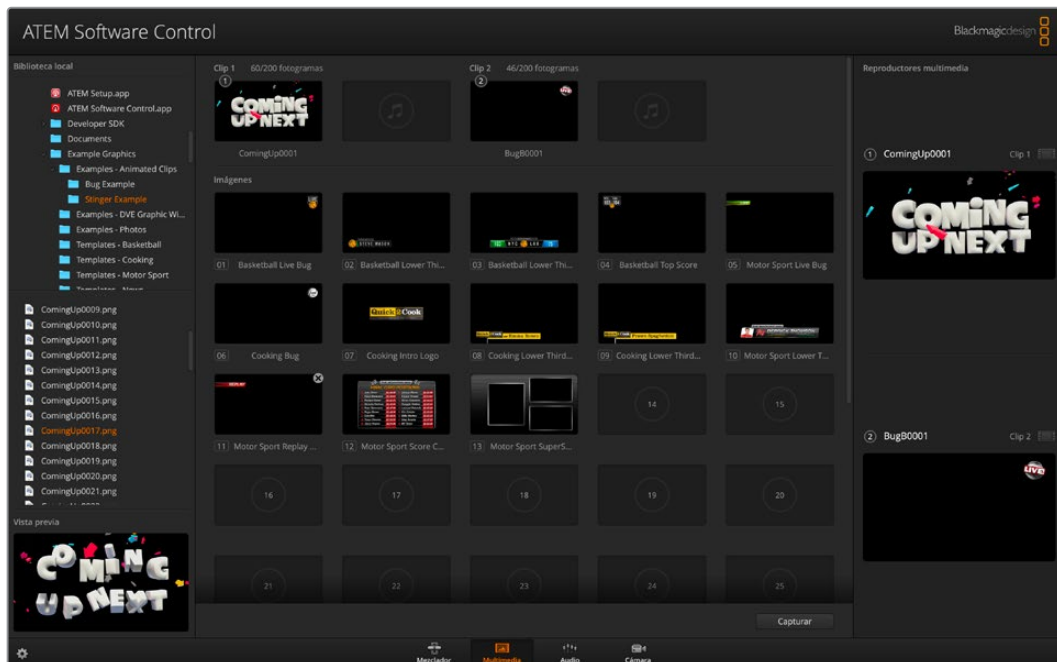 ATEM Software Control
Blackmagicdesign
Biblioteca local
ATEM Setup.app
ATEM Software Control.app
Developer SDK
Documents
Example Graphics
Examples - Animated Clips
Bug Example
Stinger Example
Examples - DVE Graphic Wi...
Examples - Photos
Templates - Basketball
Templates - Cooking
Templates - Motor Sport
Templates - News
ComingUp0009.png
ComingUp0010.png
ComingUp0011.png
ComingUp0012.png
ComingUp0013.png
ComingUp0014.png
ComingUp0015.png
ComingUp0016.png
ComingUp0017.png
ComingUp0018.png
ComingUp0019.png
ComingUp0020.png
ComingUp0021.png
Vista previa
COMING
UP NEXT
Clip 1 60/200 fotogramas
1
COMING
UP NEXT
ComingUp0001
Clip 2 46/200 fotogramas
2
LIVE
BugB0001
Imágenes
01 Basketball Live Bug
02 Basketball Lower Thi...
03 Basketball Lower Thi...
04 Basketball Top Score
05 Motor Sport Live Bug
Quick2Cook
06 Cooking Bug
07 Cooking Intro Logo
08 Cooking Lower Third...
09 Cooking Lower Third...
10 Motor Sport Lower T...
REPLAY
11 Motor Sport Replay ...
12 Motor Sport Score C...
13 Motor Sport SuperS...
14
15
16
17
18
19
20
21
22
23
24
25
Capturar
Reproductores multimedia
1 ComingUp0001 Clip 1
COMING
UP NEXT
2 BugB0001 Clip 2
LIVE!
Mezclador
Multimedia
Audio
Cámara